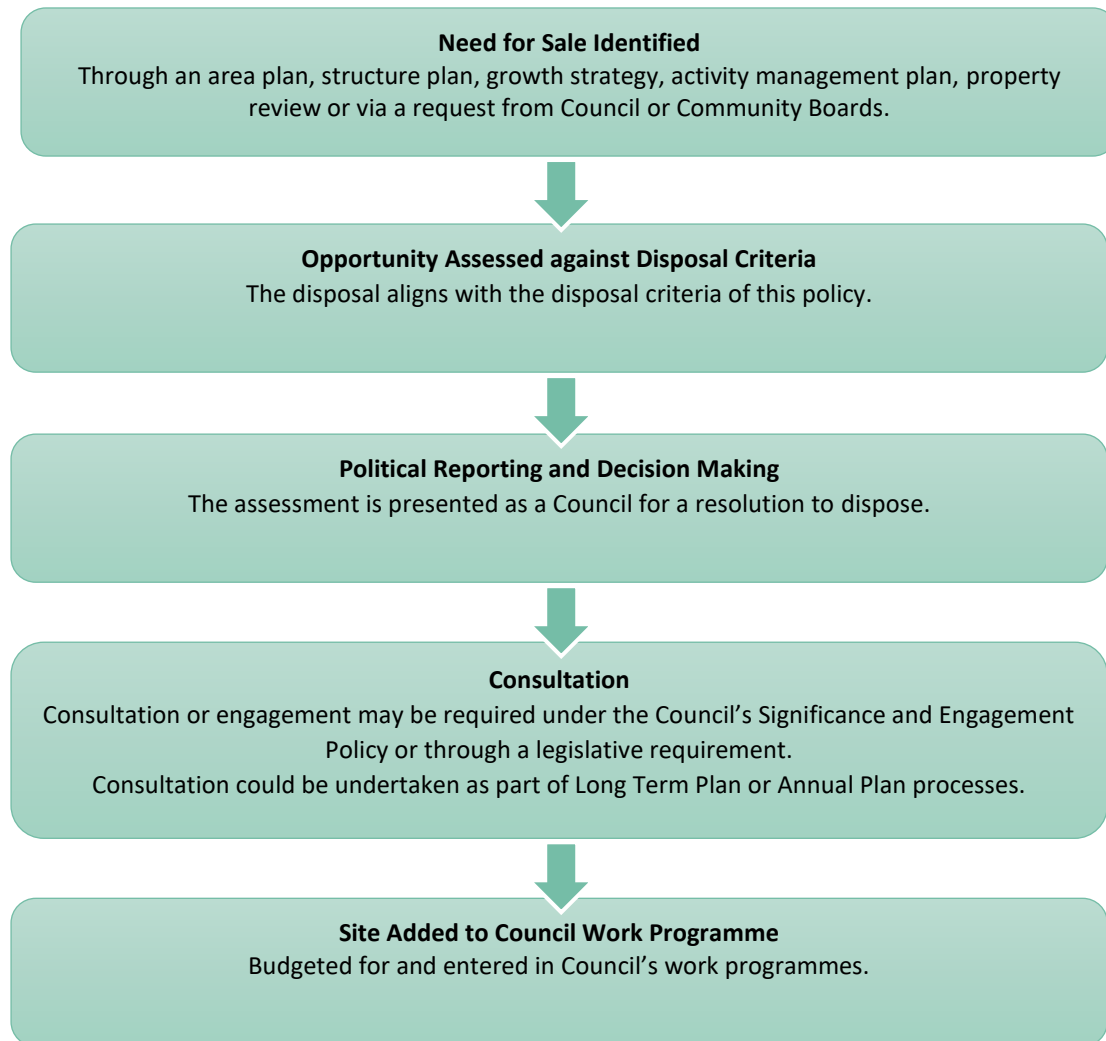 Need for Sale Identified
Through an area plan, structure plan, growth strategy, activity management plan, property
review or via a request from Council or Community Boards.
Opportunity Assessed against Disposal Criteria
The disposal aligns with the disposal criteria of this policy.
Political Reporting and Decision Making
The assessment is presented as a Council for a resolution to dispose.
Consultation
Consultation or engagement may be required under the Council’s Significance and Engagement
Policy or through a legislative requirement.
Consultation could be undertaken as part of Long Term Plan or Annual Plan processes.
Site Added to Council Work Programme
Budgeted for and entered in Council’s work programmes.